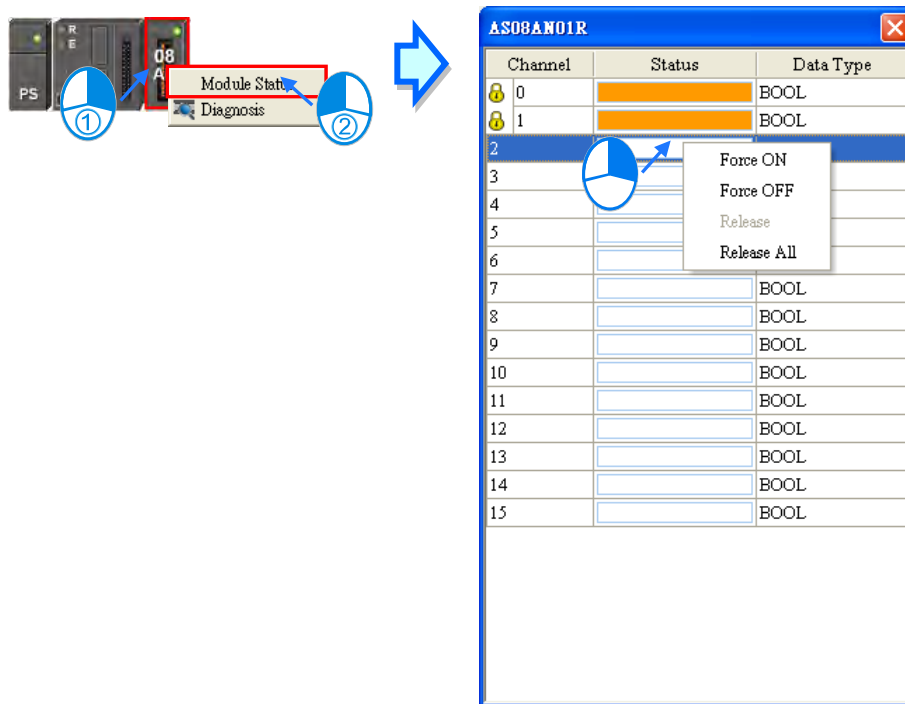 R
E
08
A
PS
Module Stat
Diagnosis
1
2
AS08AN01R
Channel Status Data Type
0 BOOL
1 BOOL
2
3
4
5
6
7 BOOL
8 BOOL
9 BOOL
10 BOOL
11 BOOL
12 BOOL
13 BOOL
14 BOOL
15 BOOL
Force ON
Force OFF
Release
Release All